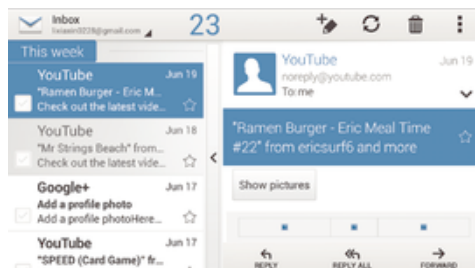 Inbox
23
This week
YouTube Jun 19
"Ramen Burger - Eric M...
Check out the latest vide...
YouTube Jun 18
"Mr Strings Beach" from...
Check out the latest vide...
Google+ Jun 17
Add a profile photo
Add a profile photoHere...
YouTube Jun 17
"SPEED (Card Game)" fr...
YouTube Jun 19
noreply@youtube.com
To: me
"Ramen Burger - Eric Meal Time
#22" from ericsurf6 and more
Show pictures
REPLY REPLY ALL FORWARD